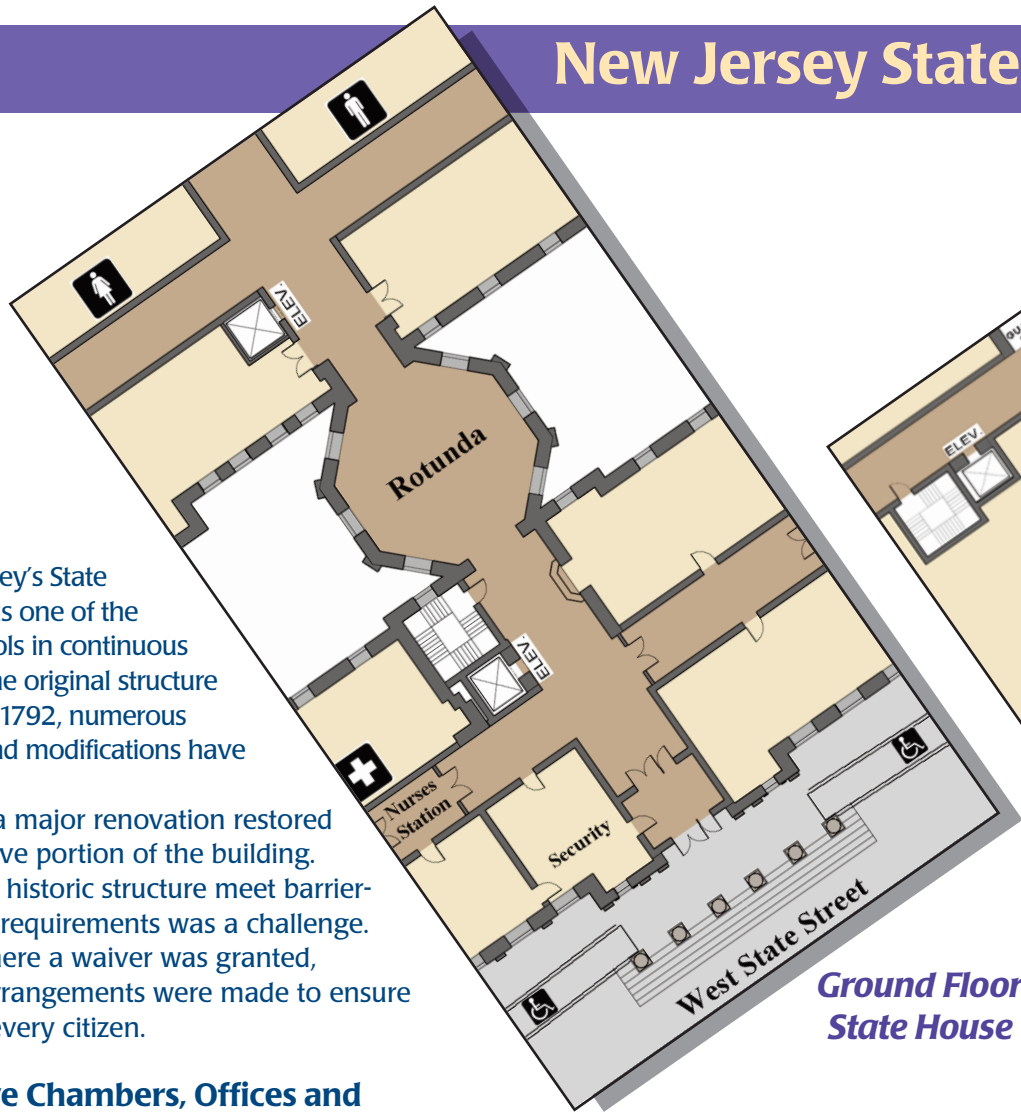 New Jersey State
ELEV.
Rotunda
ELEV.
ELEV.
Nurses
Station
Security
West State Street
Ground Floor
State House
ey’s State
s one of the
ols in continuous
he original structure
1792, numerous
nd modifications have
a major renovation restored
ve portion of the building.
historic structure meet barrier-
requirements was a challenge.
here a waiver was granted,
rrangements were made to ensure
every citizen.
e Chambers, Offices and